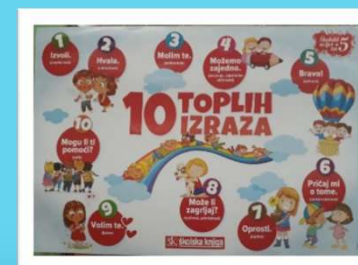 1
Izvoli.
2
Hvala.
3
Molim te.
4
Možemo
zajedno.
5
Bravo!
10 TOPLIH
IZRAZA
6
Pričaj mi
o tome.
7
Oprosti.
8
Može li
zagrljaj?
9
Volim te.
10
Mogu li ti
pomoći?
školska knjiga